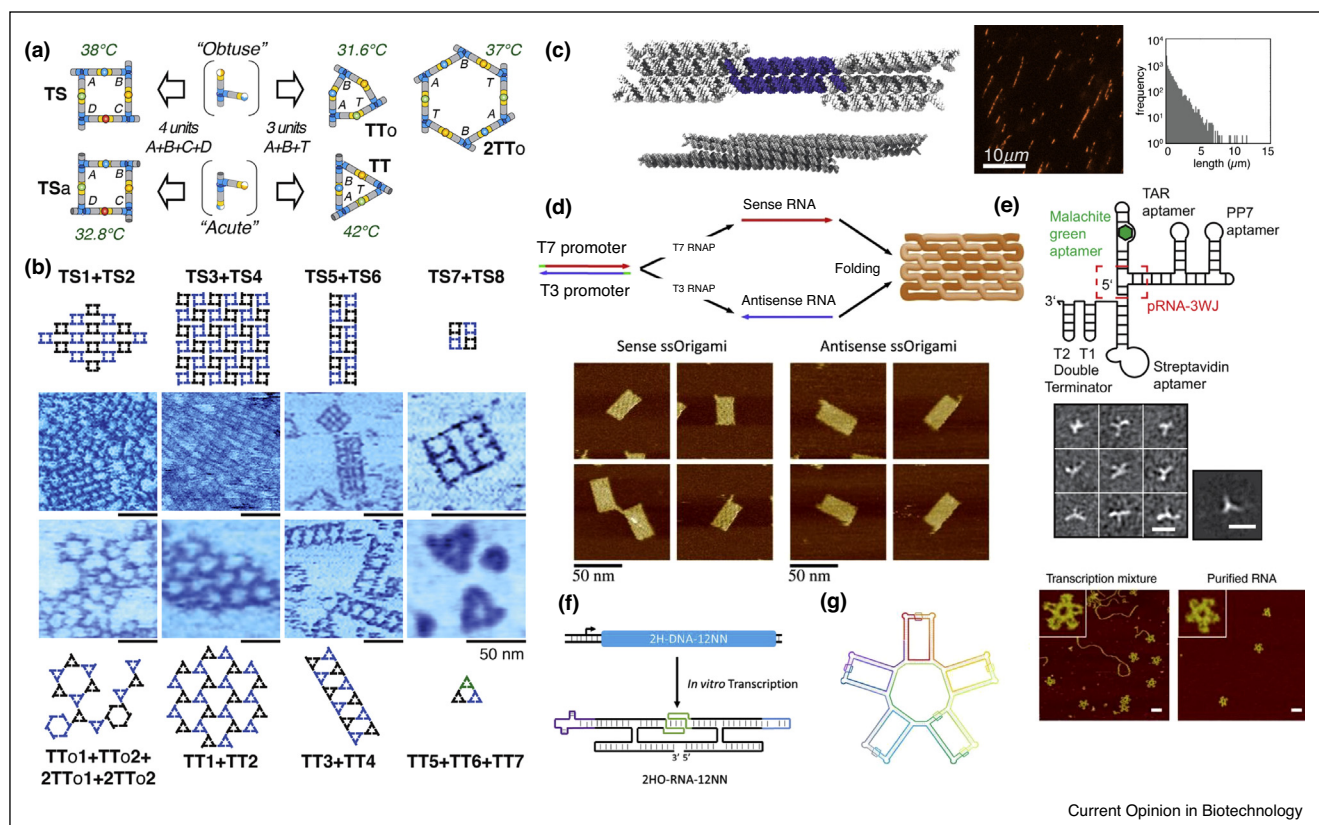 (a)
38°C
"Obtuse"
31.6°C
37°C
TS
A
B
D
C
4 units
A+B+C+D
3 units
A+B+T
B
A
T
TTo
B
T
A
A
T
B
2TTo
TSa
A
B
D
C
32.8°C
"Acute"
TT
B
T
A
42°C
(b)
TS1+TS2
TS3+TS4
TS5+TS6
TS7+TS8
50 nm
TTo1+TTo2+
2TTo1+2TTo2
TT1+TT2
TT3+TT4
TT5+TT6+TT7
(c)
10μm
frequency
10⁴
10³
10²
10¹
10⁰
0
5
10
15
length (μm)
(d)
Sense RNA
T7 promoter
T7 RNAP
Folding
T3 promoter
T3 RNAP
Antisense RNA
Sense ssOrigami
Antisense ssOrigami
50 nm
50 nm
(e)
TAR
aptamer
Malachite
green
aptamer
PP7
aptamer
5'
3'
pRNA-3WJ
T2 T1
Double
Terminator
Streptavidin
aptamer
Transcription mixture
Purified RNA
(f)
2H-DNA-12NN
In vitro Transcription
3' 5'
2HO-RNA-12NN
(g)
Current Opinion in Biotechnology